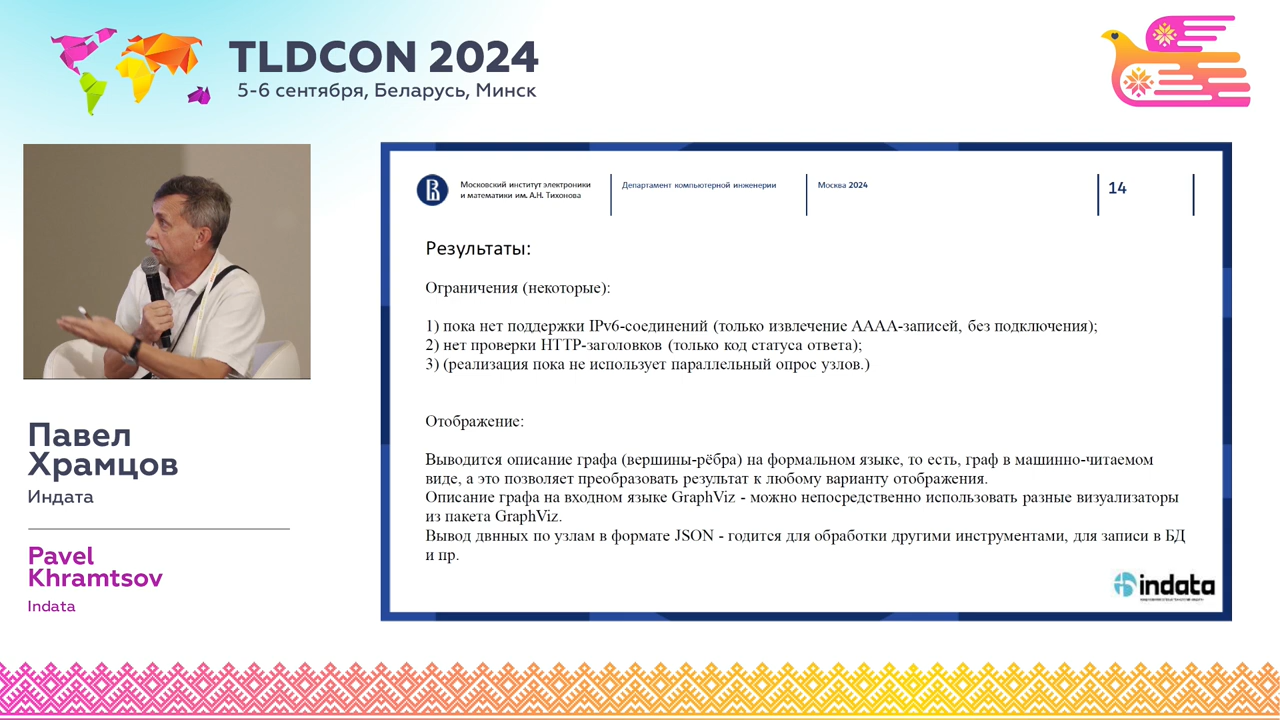 TLDCON 2024
5-6 сентября, Беларусь, Минск
Московский институт электроники
и математики им. А.Н. Тихонова
Департамент компьютерной инженерии
Москва 2024
14
Результаты:
Ограничения (некоторые):
1) пока нет поддержки IPv6-соединений (только извлечение AAAA-записей, без подключения);
2) нет проверки HTTP-заголовков (только код статуса ответа);
3) (реализация пока не использует параллельный опрос узлов.)
Отображение:
Выводится описание графа (вершины-рёбра) на формальном языке, то есть, граф в машинно-читаемом
виде, а это позволяет преобразовать результат к любому варианту отображения.
Описание графа на входном языке GraphViz - можно непосредственно использовать разные визуализаторы
из пакета GraphViz.
Вывод двнных по узлам в формате JSON - годится для обработки другими инструментами, для записи в БД
и пр.
indata
Павел
Храмцов
Индата
Pavel
Khramtsov
Indata